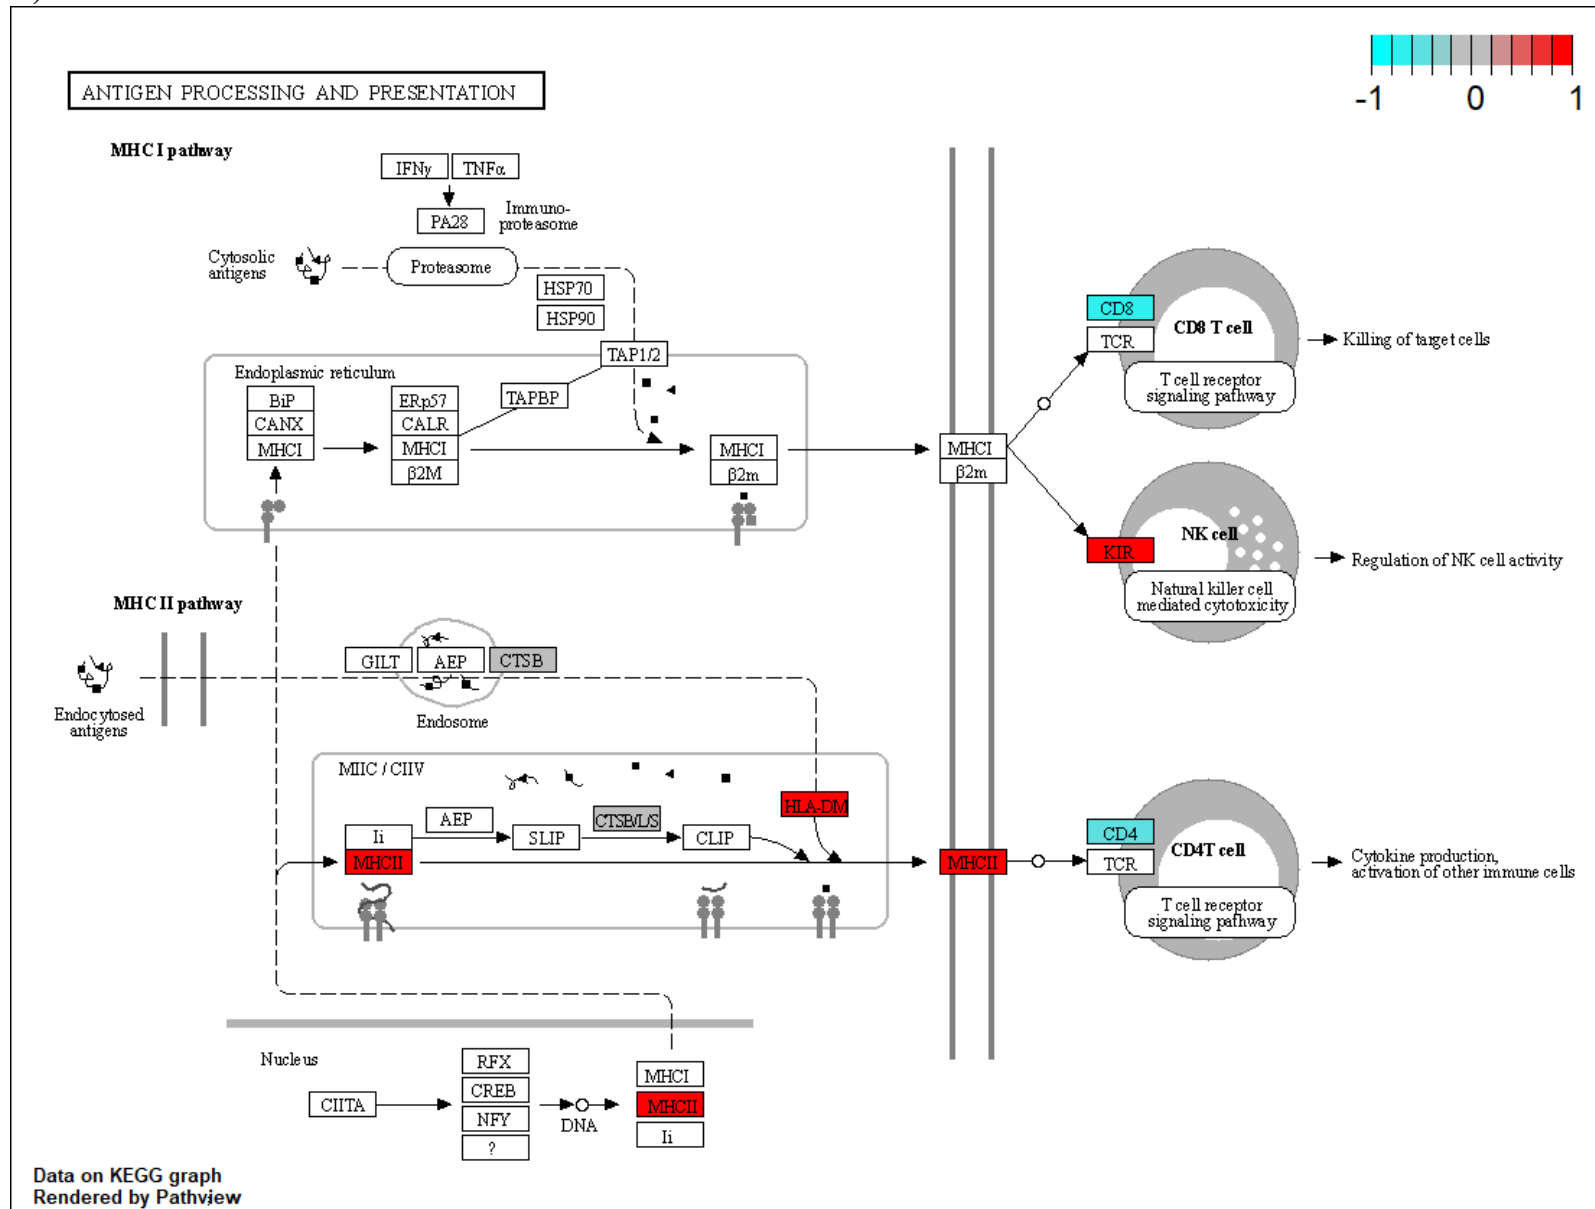 )
-1 0 1
ANTIGEN PROCESSING AND PRESENTATION
MHC I pathway
IFNγ TNFα
PA28
Immuno-
proteasome
Cytosolic
antigens
Proteasome
HSP70
HSP90
TAP1/2
Endoplasmic reticulum
BiP
CANX
MHCI
ERp57
CALR
MHCI
β2M
TAPBP
MHCI
β2m
MHCI
β2m
CD8
TCR
CD8 T cell
T cell receptor
signaling pathway
Killing of target cells
KIR
NK cell
Natural killer cell
mediated cytotoxicity
Regulation of NK cell activity
MHC II pathway
Endocytosed
antigens
GILT AEP CTSB
Endosome
MIIC / CIIV
Ii
MHCII
AEP
SLIP
CTSB/L/S
CLIP
HLA-DM
MHCII
CD4
TCR
CD4T cell
T cell receptor
signaling pathway
Cytokine production,
activation of other immune cells
Nucleus
CIITA
RFX
CREB
NFY
?
DNA
MHCI
MHCII
Ii
Data on KEGG graph
Rendered by Pathview